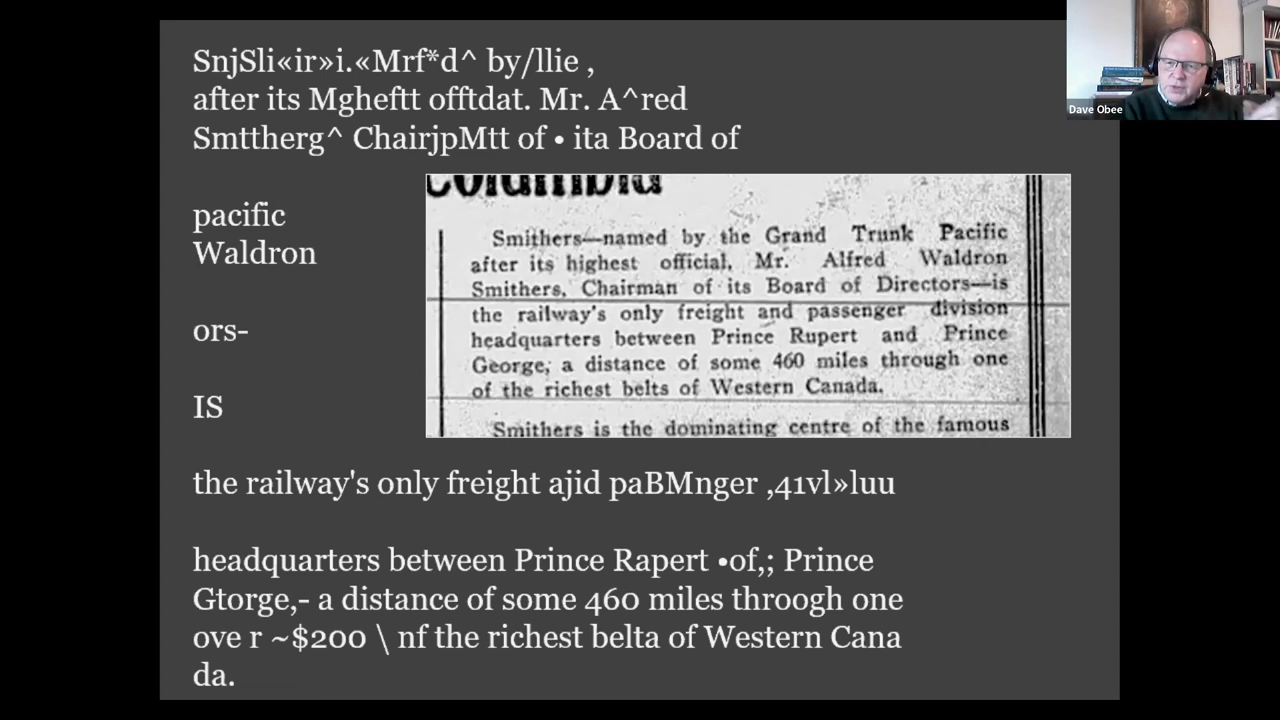 SnjSli«ir»i.«Mrf*d^ by/llie ,
after its Mgheftt offtdat. Mr. A^red
Smttherg^ ChairjpMtt of • ita Board of
pacific
Waldron
ors-
IS
the railway's only freight ajid paBMnger ,41vl»luu
headquarters between Prince Rapert •of,; Prince
Gtorge,- a distance of some 460 miles throogh one
ove r ~$200 \ nf the richest belta of Western Cana
da.
Columbia
Smithers—named by the Grand Trunk Pacific
after its highest official, Mr. Alfred Waldron
Smithers, Chairman of its Board of Directors—is
the railway's only freight and passenger division
headquarters between Prince Rupert and Prince
George, a distance of some 460 miles through one
of the richest belts of Western Canada.
Smithers is the dominating centre of the famous
Dave Obee